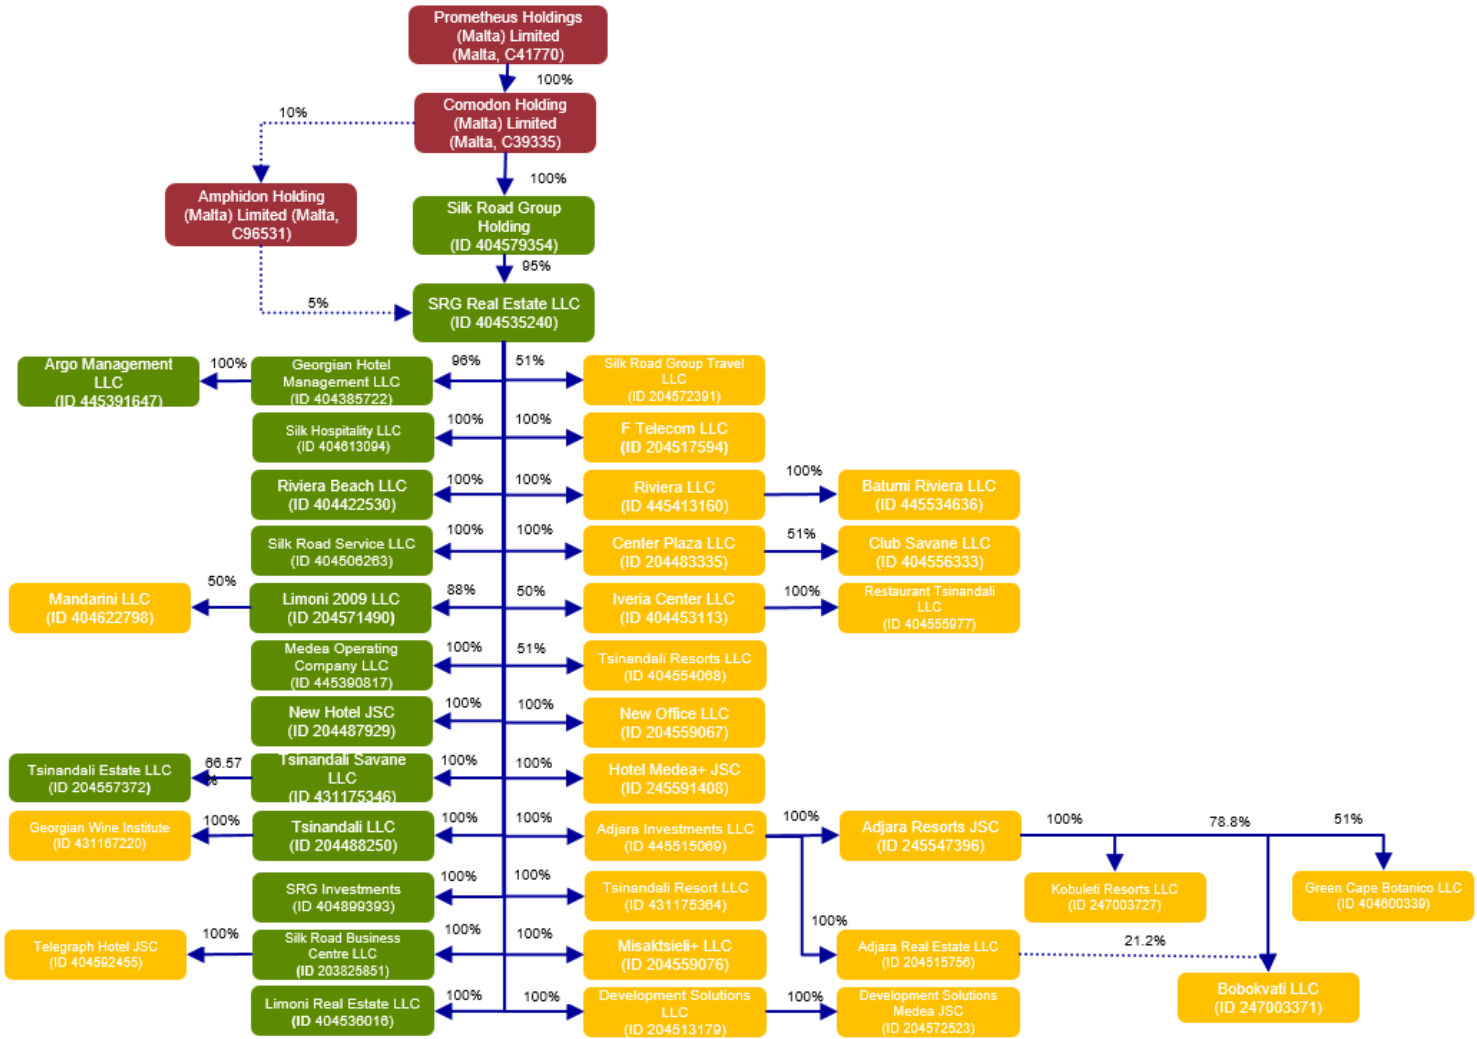 Prometheus Holdings
(Malta) Limited
(Malta, C41770)
100%
Comodon Holding
(Malta) Limited
(Malta, C39335)
10%
100%
Amphidon Holding
(Malta) Limited (Malta,
C96531)
Silk Road Group
Holding
(ID 404579354)
95%
5%
SRG Real Estate LLC
(ID 404535240)
Argo Management
LLC
(ID 445391647)
100%
Georgian Hotel
Management LLC
(ID 404385722)
96%
51%
Silk Road Group Travel
LLC
(ID 204572391)
Silk Hospitality LLC
(ID 404613094)
100%
100%
F Telecom LLC
(ID 204517594)
Riviera Beach LLC
(ID 404422530)
100%
100%
Riviera LLC
(ID 445413160)
100%
Batumi Riviera LLC
(ID 445534636)
Silk Road Service LLC
(ID 404506263)
100%
100%
Center Plaza LLC
(ID 204483335)
51%
Club Savane LLC
(ID 404556333)
Mandarini LLC
(ID 404622798)
50%
Limoni 2009 LLC
(ID 204571490)
88%
50%
Iveria Center LLC
(ID 404453113)
100%
Restaurant Tsinandali
LLC
(ID 404555977)
Medea Operating
Company LLC
(ID 445390817)
100%
51%
Tsinandali Resorts LLC
(ID 404554068)
New Hotel JSC
(ID 204487929)
100%
100%
New Office LLC
(ID 204559067)
Tsinandali Estate LLC
(ID 204557372)
66.57
%
Tsinandali Savane
LLC
(ID 431175346)
100%
100%
Hotel Medea+ JSC
(ID 245591408)
Georgian Wine Institute
(ID 431167220)
100%
Tsinandali LLC
(ID 204488250)
100%
100%
Adjara Investments LLC
(ID 445515069)
100%
Adjara Resorts JSC
(ID 245547396)
100%
78.8%
51%
SRG Investments
(ID 404899393)
100%
100%
Tsinandali Resort LLC
(ID 431175364)
Kobuleti Resorts LLC
(ID 247003727)
Green Cape Botanico LLC
(ID 404600339)
Telegraph Hotel JSC
(ID 404592455)
100%
Silk Road Business
Centre LLC
(ID 203825851)
100%
100%
Misaktsieli+ LLC
(ID 204559076)
100%
Adjara Real Estate LLC
(ID 204515756)
21.2%
Bobokvati LLC
(ID 247003371)
Limoni Real Estate LLC
(ID 404536016)
100%
100%
Development Solutions
LLC
(ID 204513179)
100%
Development Solutions
Medea JSC
(ID 204572523)